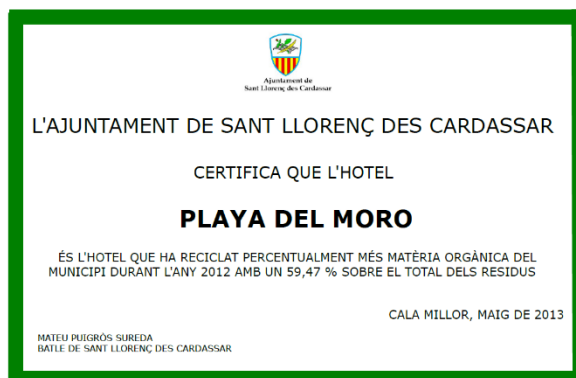 Ajuntament de
Sant Llorenç des Cardassar
L'AJUNTAMENT DE SANT LLORENÇ DES CARDASSAR
CERTIFICA QUE L'HOTEL
PLAYA DEL MORO
ÉS L'HOTEL QUE HA RECICLAT PERCENTUALMENT MÉS MATÈRIA ORGÀNICA DEL
MUNICIPI DURANT L'ANY 2012 AMB UN 59,47 % SOBRE EL TOTAL DELS RESIDUS
CALA MILLOR, MAIG DE 2013
MATEU PUIGRÒS SUREDA
BATLE DE SANT LLORENÇ DES CARDASSAR